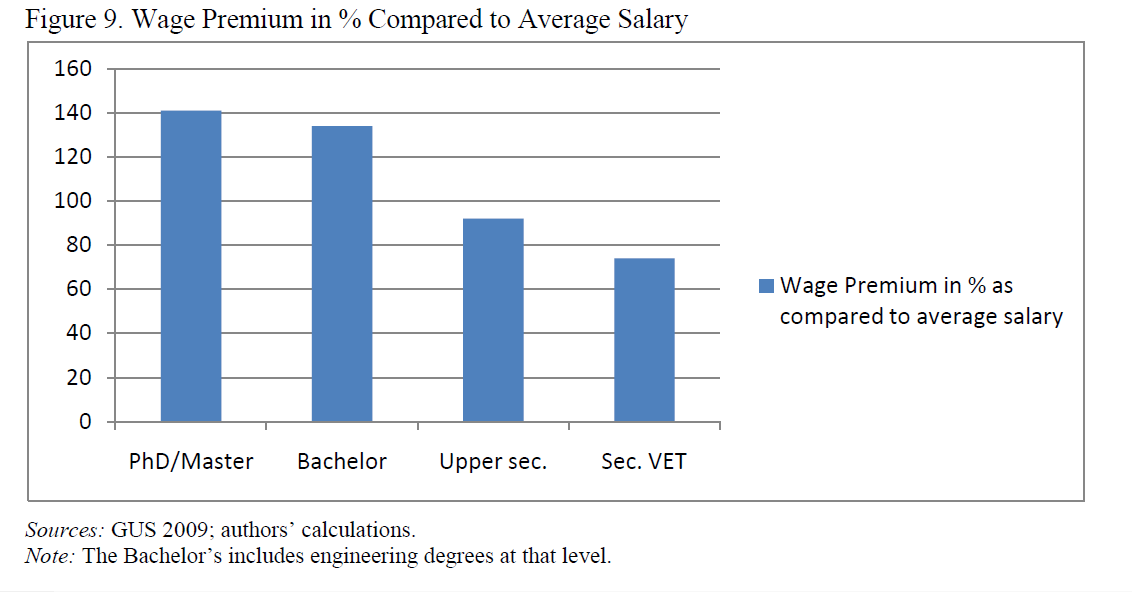 Figure 9. Wage Premium in % Compared to Average Salary
160
140
120
100
80
60
40
20
0
PhD/Master Bachelor Upper sec. Sec. VET
Wage Premium in % as
compared to average salary
Sources: GUS 2009; authors’ calculations.
Note: The Bachelor’s includes engineering degrees at that level.